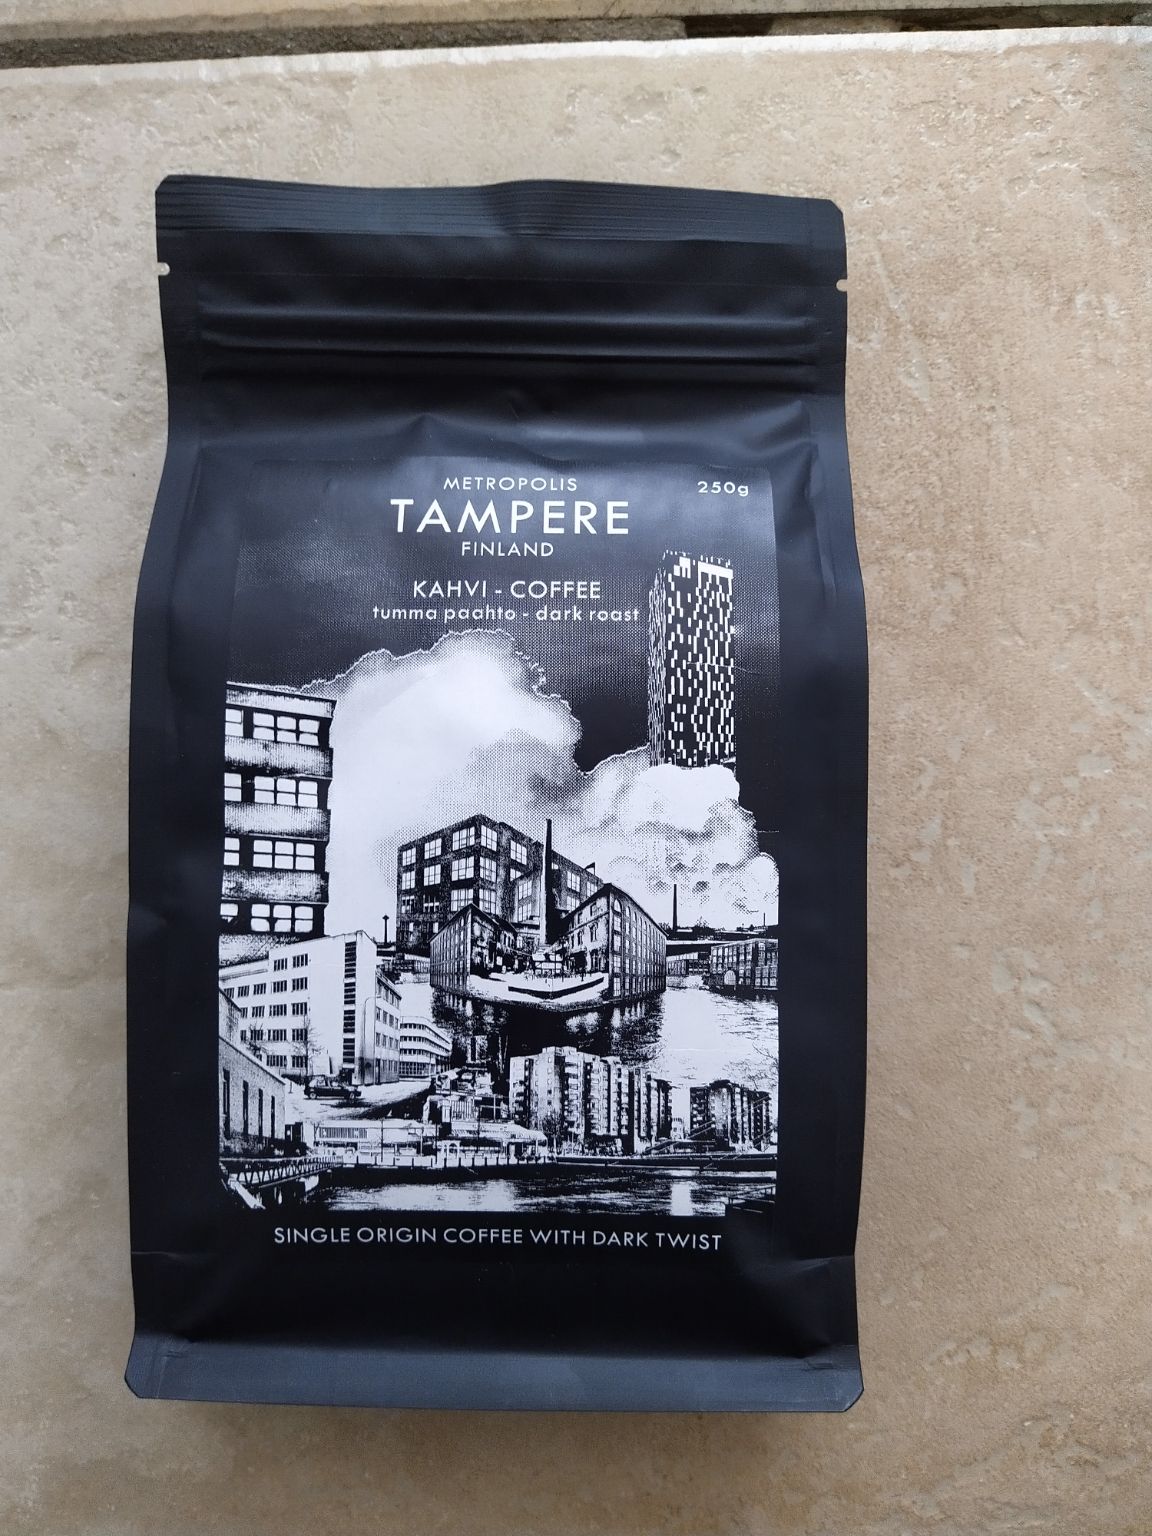 METROPOLIS
250g
TAMPERE
FINLAND
KAHVI - COFFEE
tumma paahto - dark roast
SINGLE ORIGIN COFFEE WITH DARK TWIST